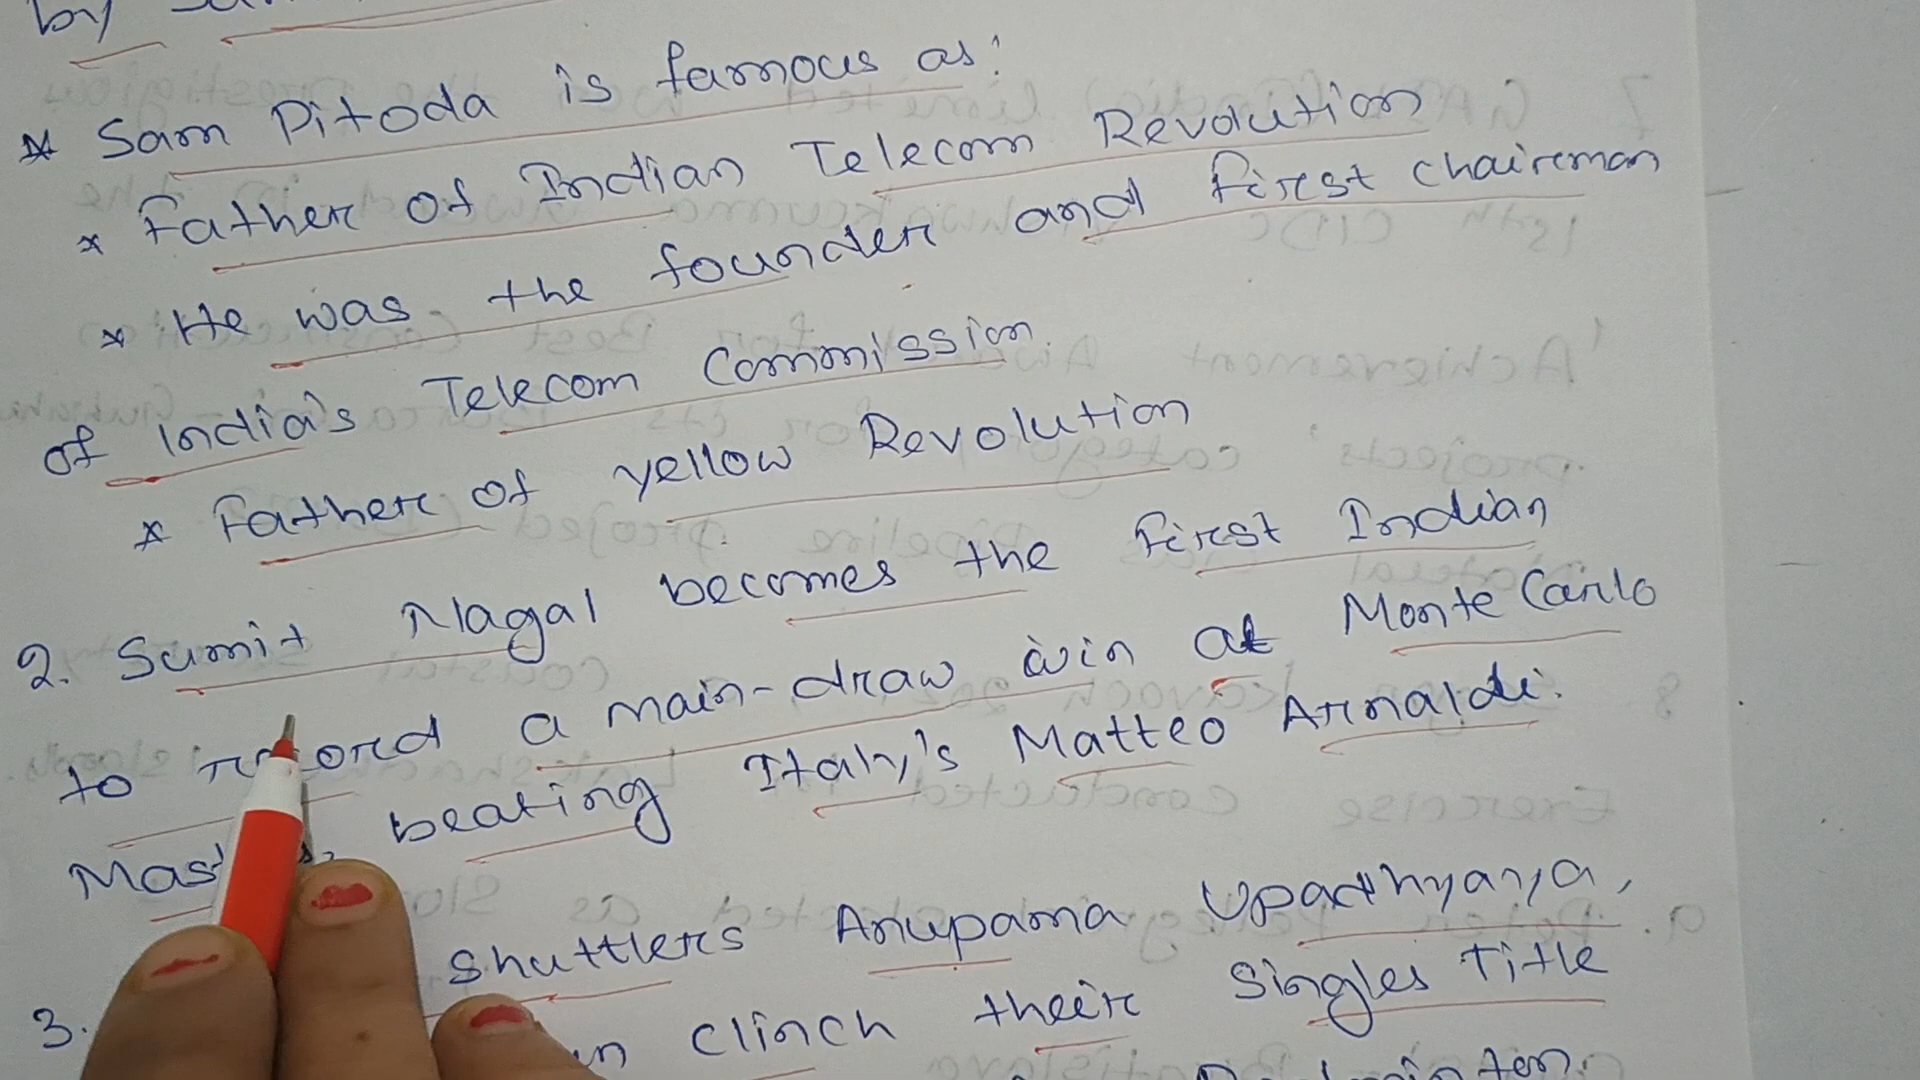 by
* Sam Pitoda is famous as:
* Father of Indian Telecom Revolution
* He was the founder and first chairman
of India's Telecom Commission.
* Father of yellow Revolution
2. Sumit Nagal becomes the first Indian
to record a main-draw win at Monte Carlo
beating Italy's Matteo Arnaldi.
3. shuttlers Anupama Upadhyaya,
clinch their singles Title